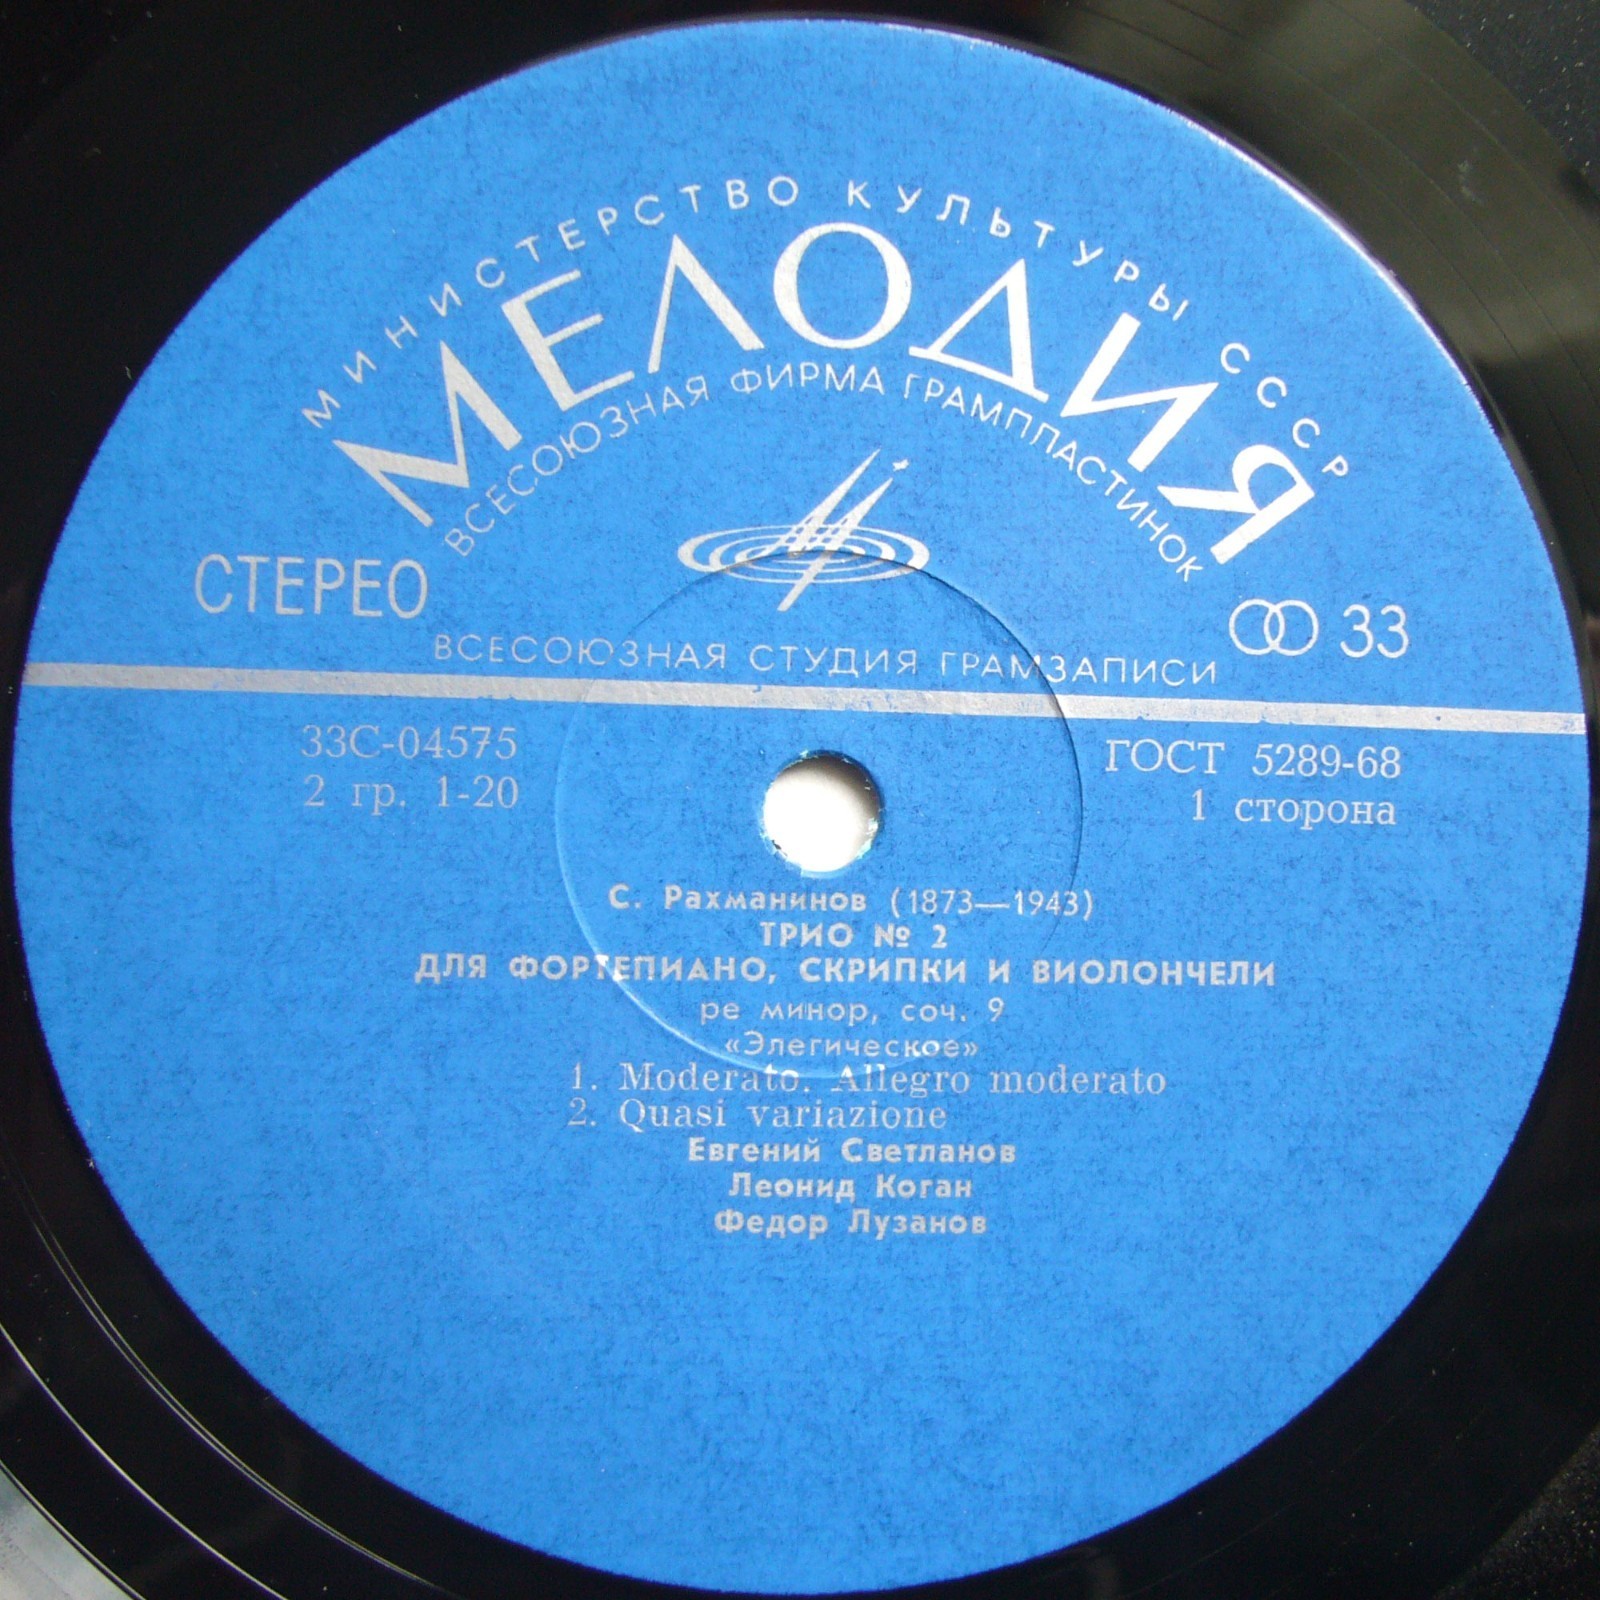 МИНИСТЕРСТВО КУЛЬТУРЫ СССР
МЕЛОДИЯ
ВСЕСОЮЗНАЯ ФИРМА ГРАМПЛАСТИНОК
СТЕРЕО
33
ВСЕСОЮЗНАЯ СТУДИЯ ГРАМЗАПИСИ
33С-04575
ГОСТ 5289-68
2 гр. 1-20
1 сторона
С. Рахманинов (1873—1943)
ТРИО № 2
ДЛЯ ФОРТЕПИАНО, СКРИПКИ И ВИОЛОНЧЕЛИ
ре минор, соч. 9
«Элегическое»
1. Moderato. Allegro moderato
2. Quasi variazione
Евгений Светланов
Леонид Коган
Федор Лузанов